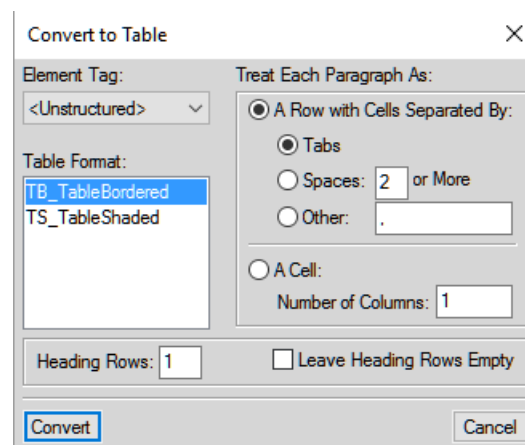 Convert to Table
Element Tag:
<Unstructured>
Table Format:
TB_TableBordered
TS_TableShaded
Treat Each Paragraph As:
A Row with Cells Separated By:
Tabs
Spaces: 2 or More
Other: .
A Cell:
Number of Columns: 1
Heading Rows: 1
Leave Heading Rows Empty
Convert
Cancel